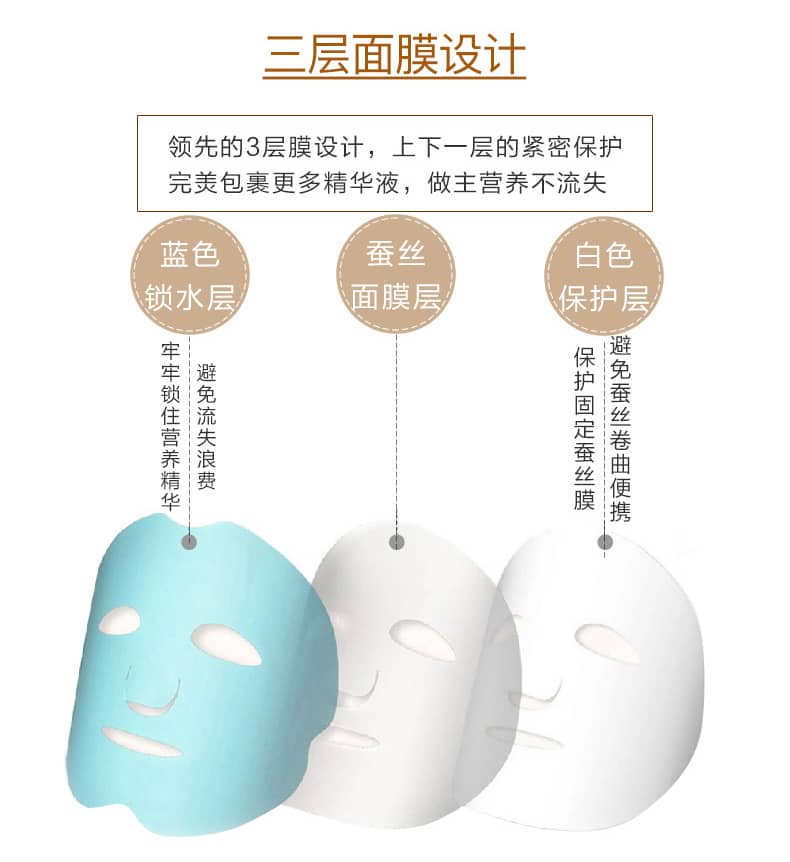 三层面膜设计
领先的3层膜设计，上下一层的紧密保护
完美包裹更多精华液，做主营养不流失
蓝色
锁水层
蚕丝
面膜层
白色
保护层
牢牢锁住营养精华
避免流失浪费
保护固定蚕丝膜
避免蚕丝卷曲便携